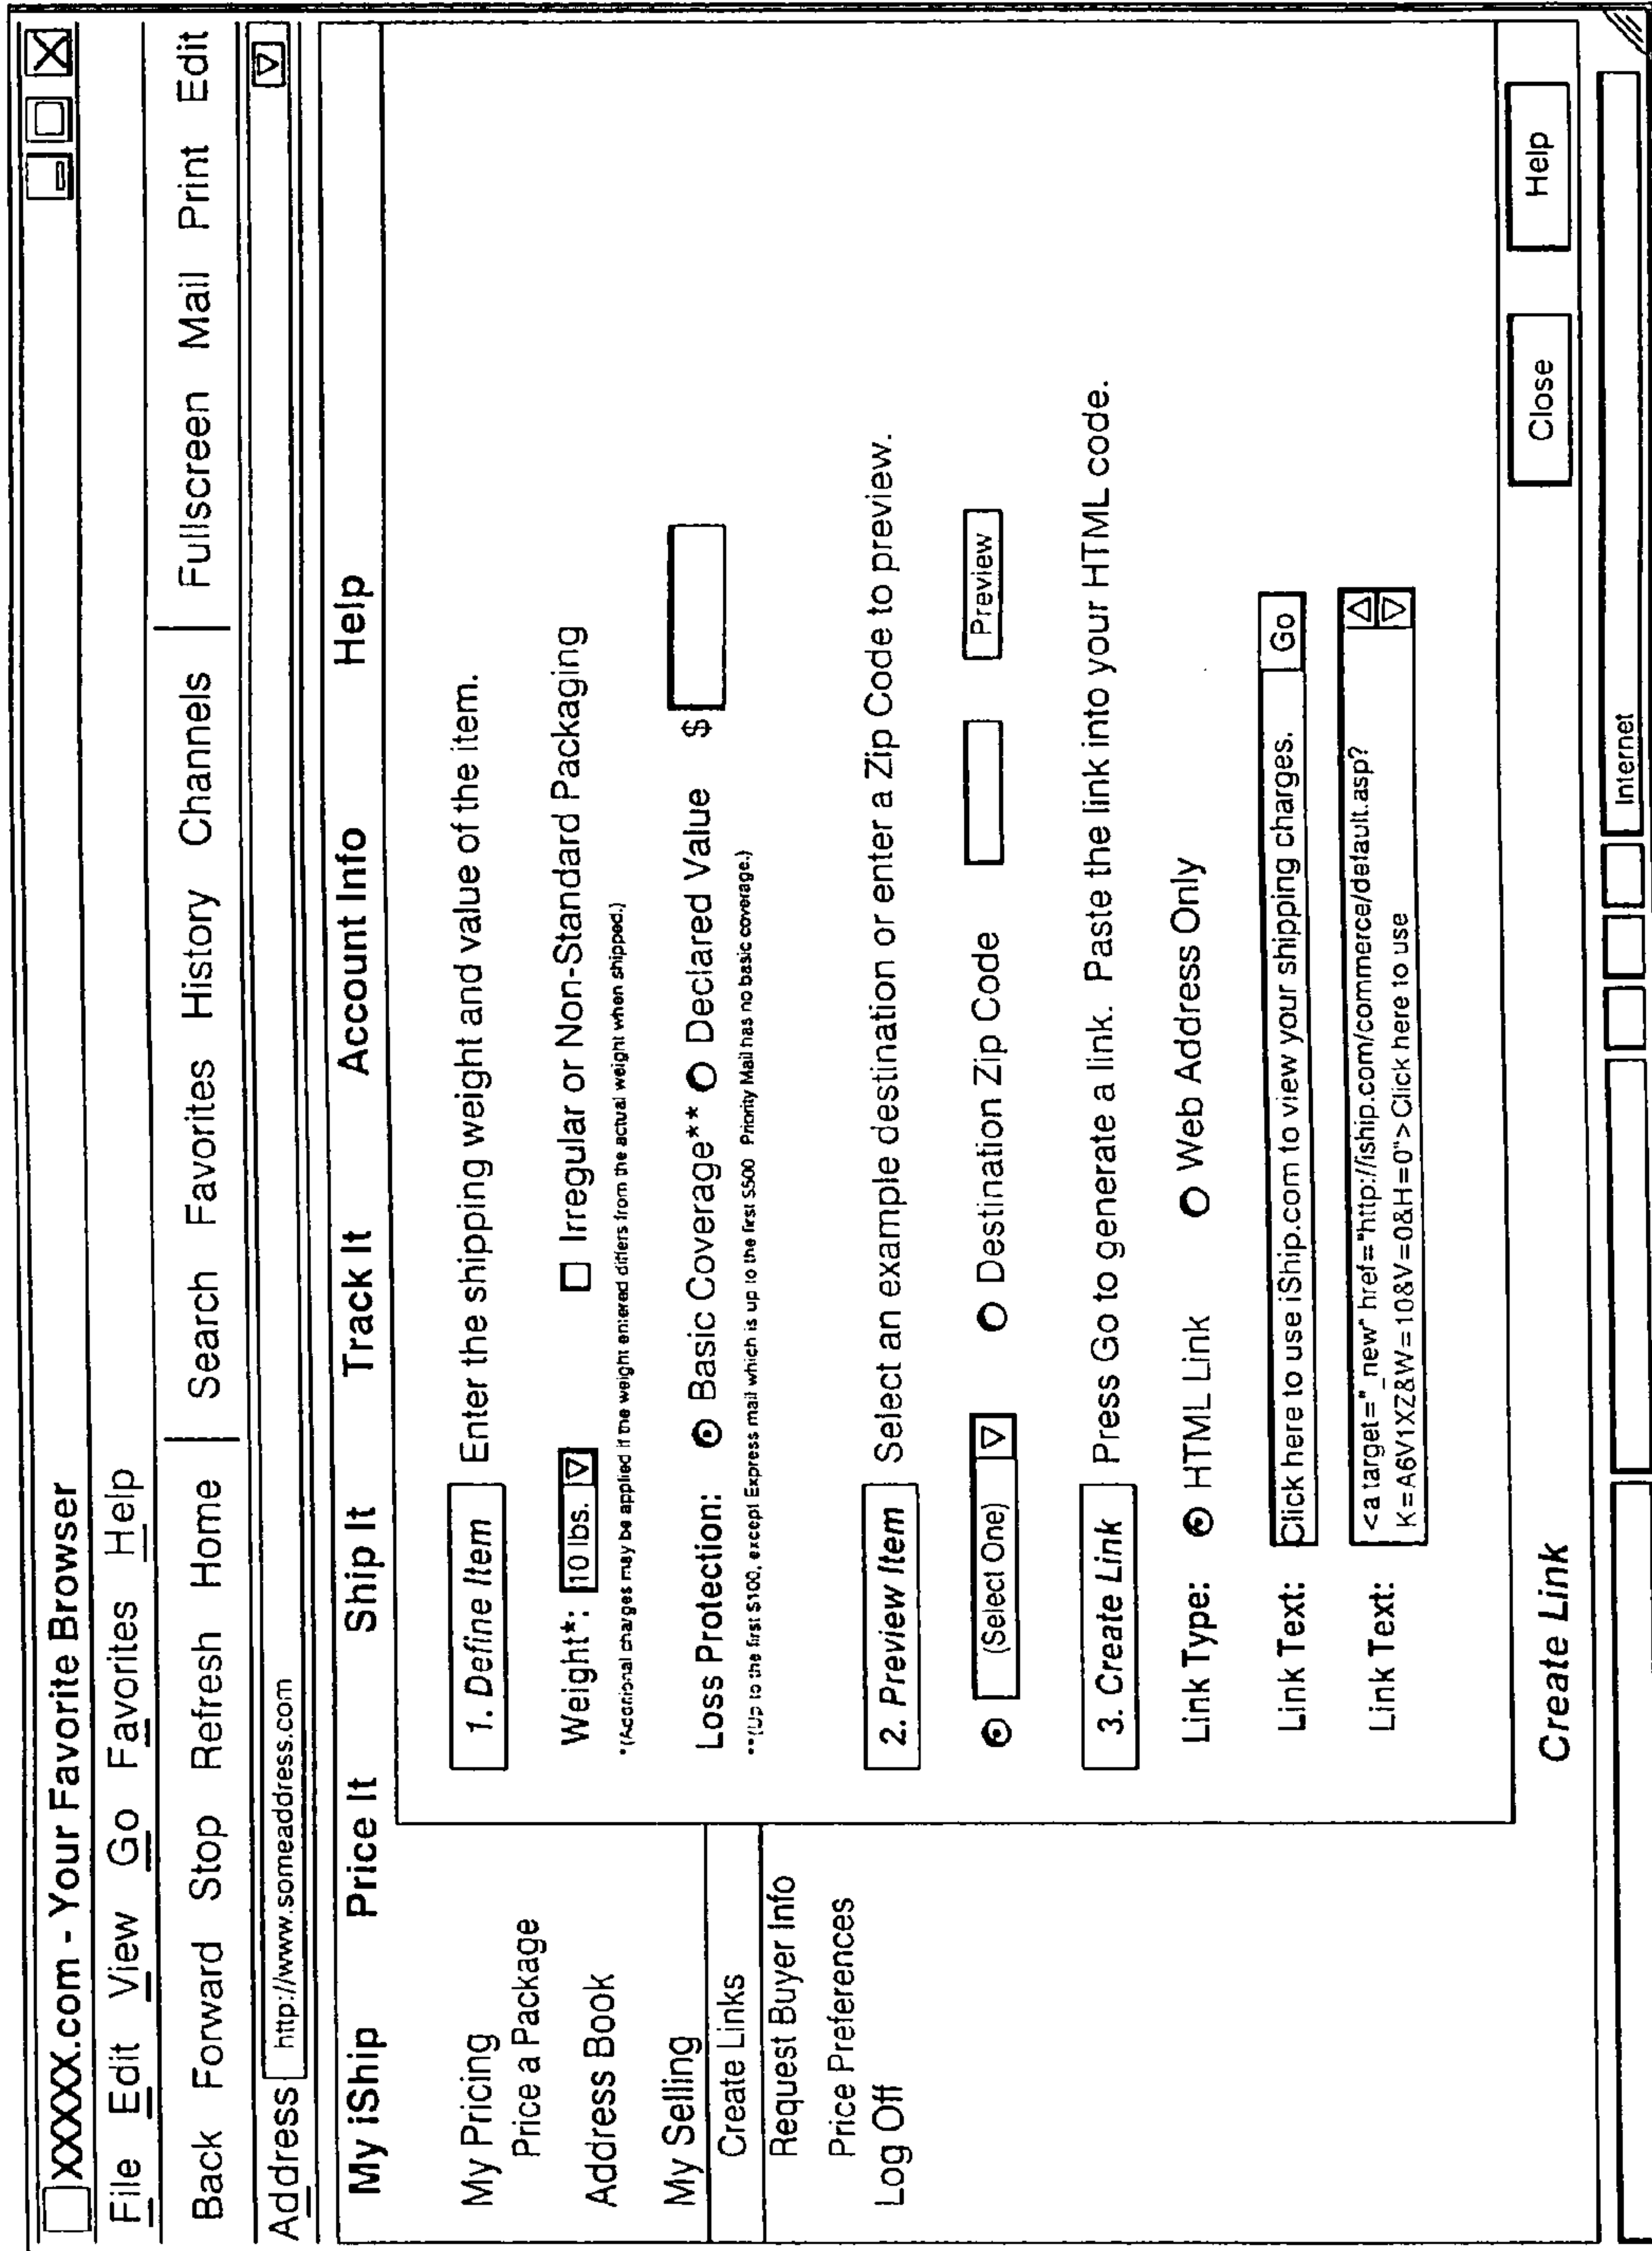 XXXXX.com - Your Favorite Browser
File Edit View Go Favorites Help
Back Forward Stop Refresh Home Search Favorites History Channels Fullscreen Mail Print Edit
Address http://www.someaddress.com
My iShip Price It Ship It Track It Account Info Help
My Pricing
Price a Package
Address Book
My Selling
Create Links
Request Buyer Info
Price Preferences
Log Off
1. Define Item Enter the shipping weight and value of the item.
Weight*: 10 lbs. Irregular or Non-Standard Packaging
*(Additional charges may be applied if the weight entered differs from the actual weight when shipped.)
Loss Protection: Basic Coverage** Declared Value $
**(Up to the first $100, except Express mail which is up to the first $500 Priority Mail has no basic coverage.)
2. Preview Item Select an example destination or enter a Zip Code to preview.
(Select One) Destination Zip Code Preview
3. Create Link Press Go to generate a link. Paste the link into your HTML code.
Link Type: HTML Link Web Address Only
Link Text: Click here to use iShip.com to view your shipping charges. Go
Link Text: <a target="_new" href="http://iship.com/commerce/default.asp?
K=A6V1XZ&W=10&V=0&H=0">Click here to use
Create Link Close Help
Internet